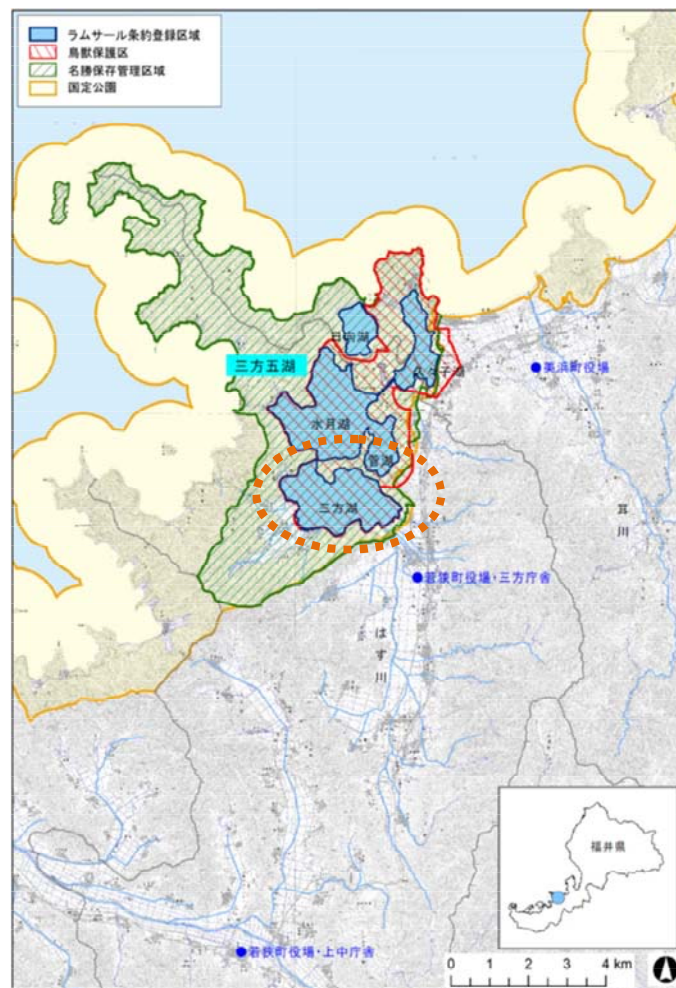 ラムサール条約登録区域
鳥獣保護区
名勝保存管理区域
国定公園
日向湖
久々子湖
三方五湖
美浜町役場
水月湖
菅湖
三方湖
耳川
若狭町役場・三方庁舎
はす川
福井県
若狭町役場・上中庁舎
0 1 2 3 4 km